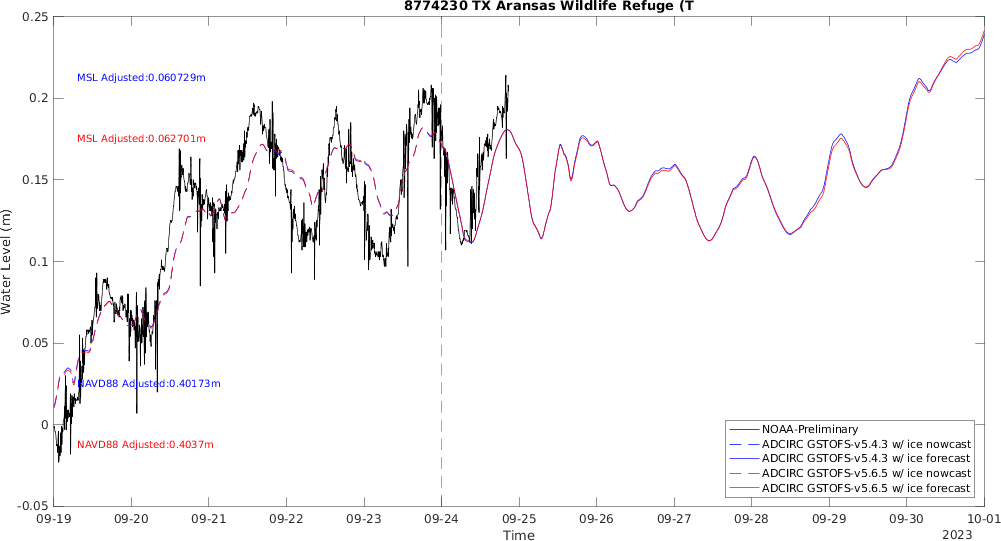 8774230 TX Aransas Wildlife Refuge (T
0.25
0.2
0.15
0.1
0.05
0
-0.05
Water Level (m)
MSL Adjusted:0.060729m
MSL Adjusted:0.062701m
NAVD88 Adjusted:0.40173m
NAVD88 Adjusted:0.4037m
NOAA-Preliminary
ADCIRC GSTOFS-v5.4.3 w/ ice nowcast
ADCIRC GSTOFS-v5.4.3 w/ ice forecast
ADCIRC GSTOFS-v5.6.5 w/ ice nowcast
ADCIRC GSTOFS-v5.6.5 w/ ice forecast
09-19 09-20 09-21 09-22 09-23 09-24 09-25 09-26 09-27 09-28 09-29 09-30 10-01
Time
2023